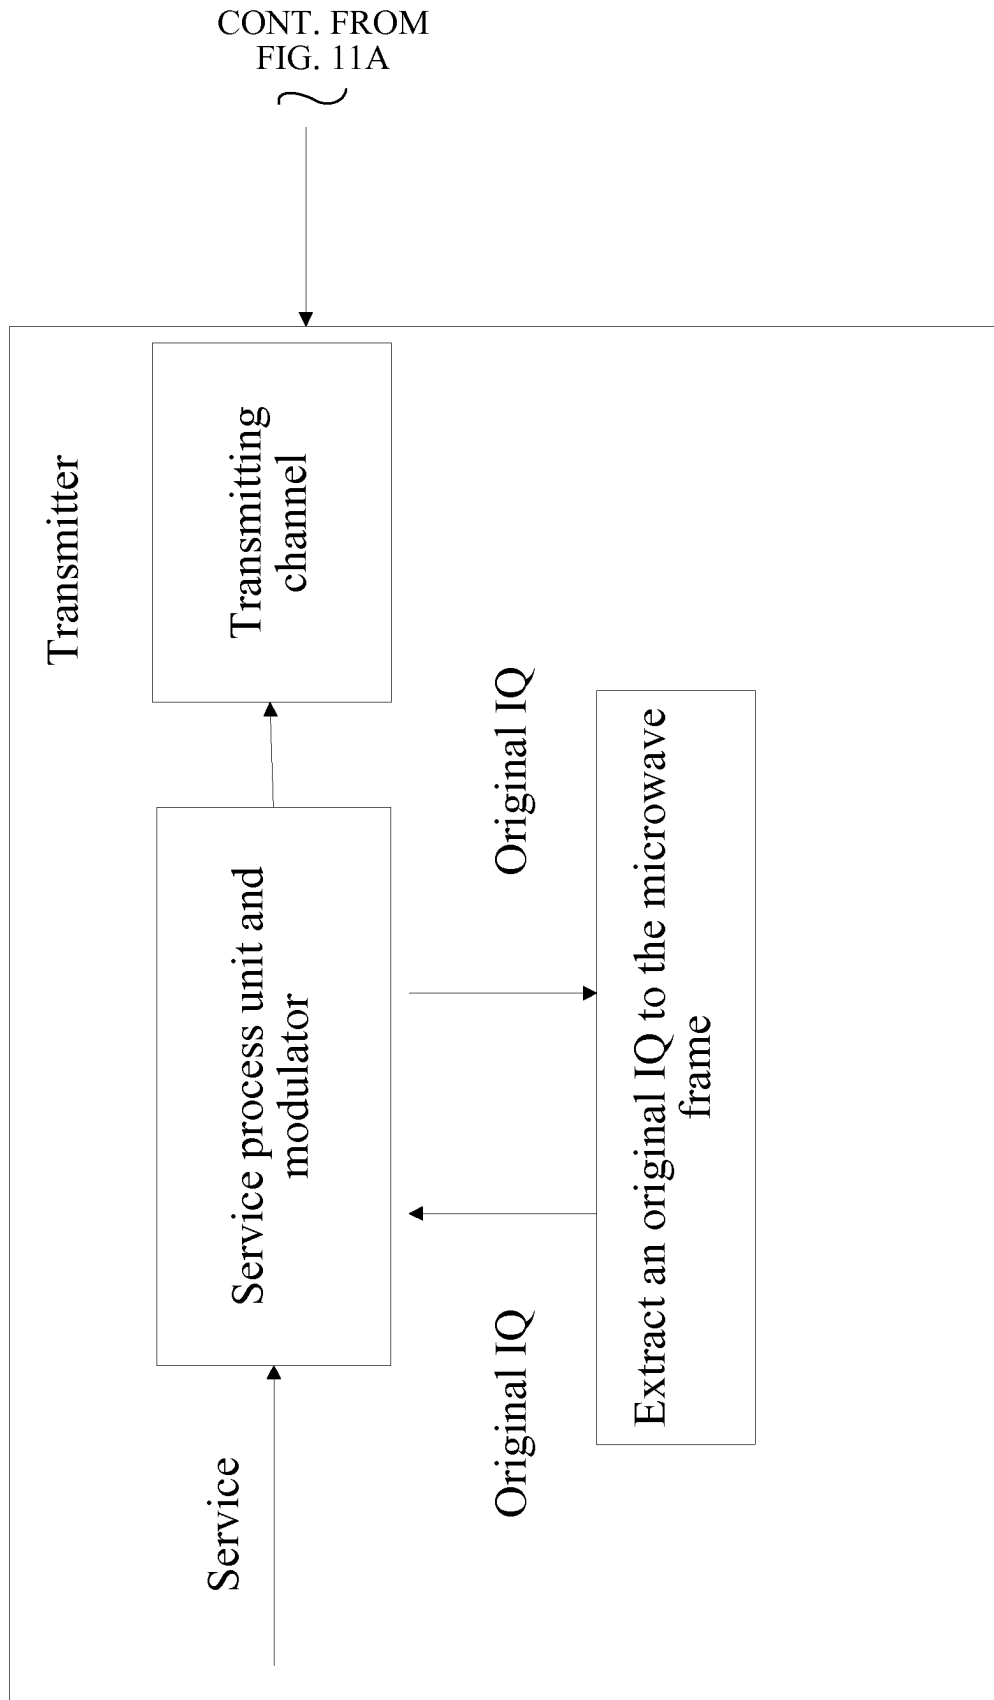 CONT. FROM
FIG. 11A
Transmitter
Transmitting
channel
Service process unit and
modulator
Original IQ
Extract an original IQ to the microwave
frame
Original IQ
Service